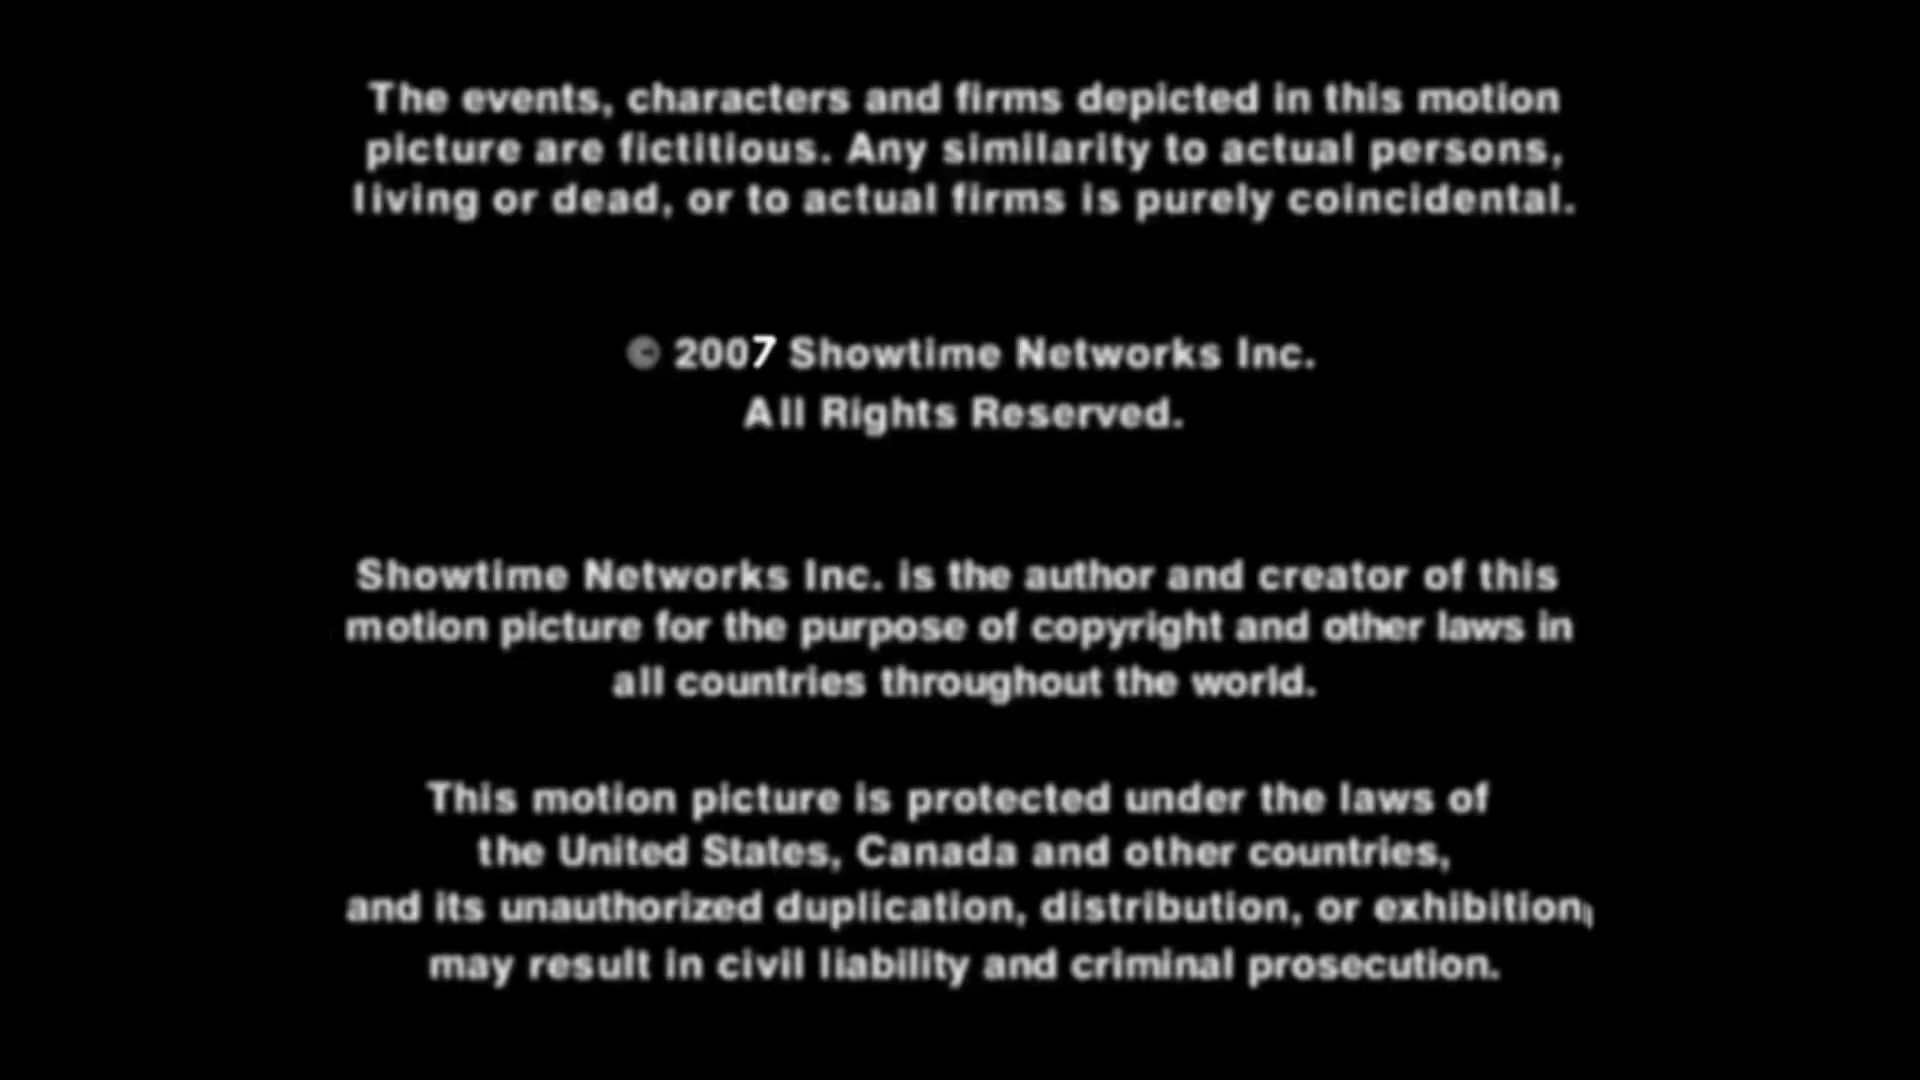 The events, characters and firms depicted in this motion
picture are fictitious. Any similarity to actual persons,
living or dead, or to actual firms is purely coincidental.
© 2007 Showtime Networks Inc.
All Rights Reserved.
Showtime Networks Inc. is the author and creator of this
motion picture for the purpose of copyright and other laws in
all countries throughout the world.
This motion picture is protected under the laws of
the United States, Canada and other countries,
and its unauthorized duplication, distribution, or exhibition,
may result in civil liability and criminal prosecution.